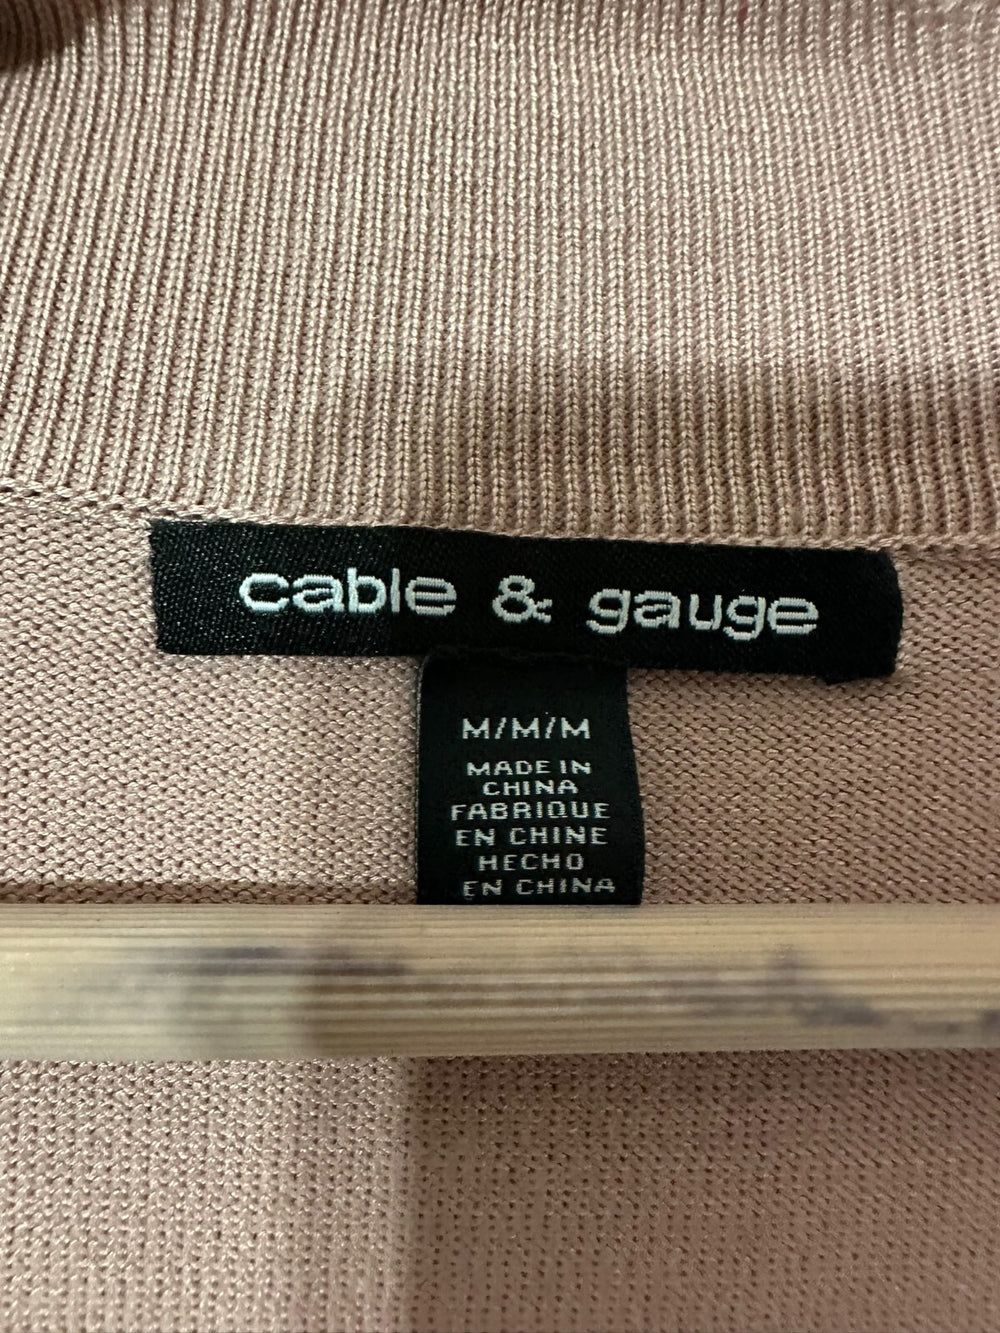 cable & gauge
M/M/M
MADE IN
CHINA
FABRIQUE
EN CHINE
HECHO
EN CHINA